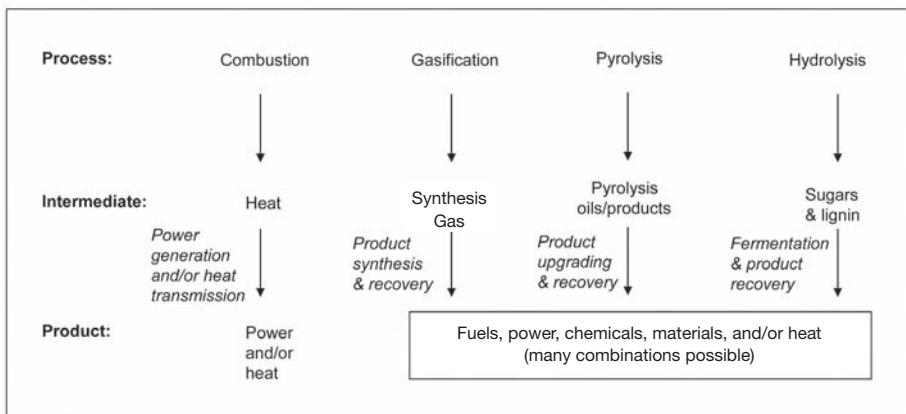 Process: Combustion Gasification Pyrolysis Hydrolysis
Intermediate: Heat
Synthesis
Gas
Pyrolysis
oils/products
Sugars
& lignin
Power
generation
and/or heat
transmission
Product
synthesis
& recovery
Product
upgrading
& recovery
Fermentation
& product
recovery
Product:
Power
and/or
heat
Fuels, power, chemicals, materials, and/or heat
(many combinations possible)